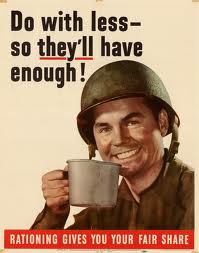 Do with less–
so they'll have
enough!
RATIONING GIVES YOU YOUR FAIR SHARE